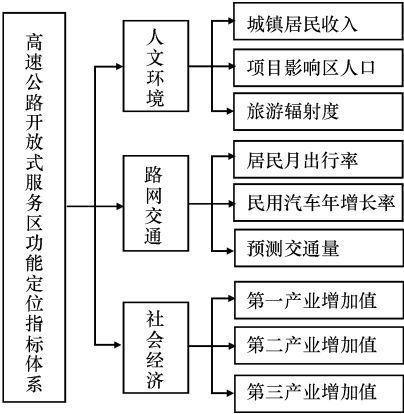 高速公路开放式服务区功能定位指标体系
人文环境
城镇居民收入
项目影响区人口
旅游辐射度
路网交通
居民月出行率
民用汽车年增长率
预测交通量
社会经济
第一产业增加值
第二产业增加值
第三产业增加值